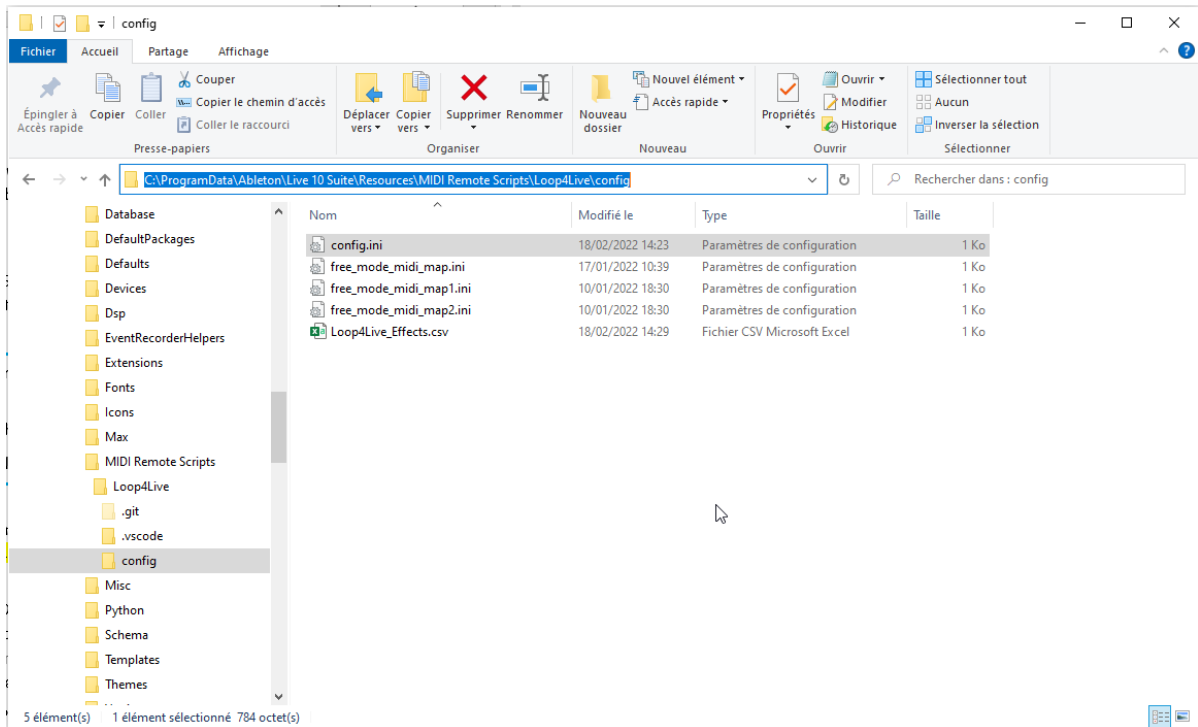 config
Fichier Accueil Partage Affichage
Épingler à Accès rapide
Copier
Coller
Couper
Copier le chemin d'accès
Coller le raccourci
Presse-papiers
Déplacer vers
Copier vers
Supprimer
Renommer
Organiser
Nouveau dossier
Nouvel élément
Accès rapide
Nouveau
Propriétés
Ouvrir
Modifier
Historique
Ouvrir
Sélectionner tout
Aucun
Inverser la sélection
Sélectionner
C:\ProgramData\Ableton\Live 10 Suite\Resources\MIDI Remote Scripts\Loop4Live\config
Rechercher dans : config
Database
DefaultPackages
Defaults
Devices
Dsp
EventRecorderHelpers
Extensions
Fonts
Icons
Max
MIDI Remote Scripts
Loop4Live
.git
.vscode
config
Misc
Python
Schema
Templates
Themes
Nom Modifié le Type Taille
config.ini 18/02/2022 14:23 Paramètres de configuration 1 Ko
free_mode_midi_map.ini 17/01/2022 10:39 Paramètres de configuration 1 Ko
free_mode_midi_map1.ini 10/01/2022 18:30 Paramètres de configuration 1 Ko
free_mode_midi_map2.ini 10/01/2022 18:30 Paramètres de configuration 1 Ko
Loop4Live_Effects.csv 18/02/2022 14:29 Fichier CSV Microsoft Excel 1 Ko
5 élément(s) 1 élément sélectionné 784 octet(s)